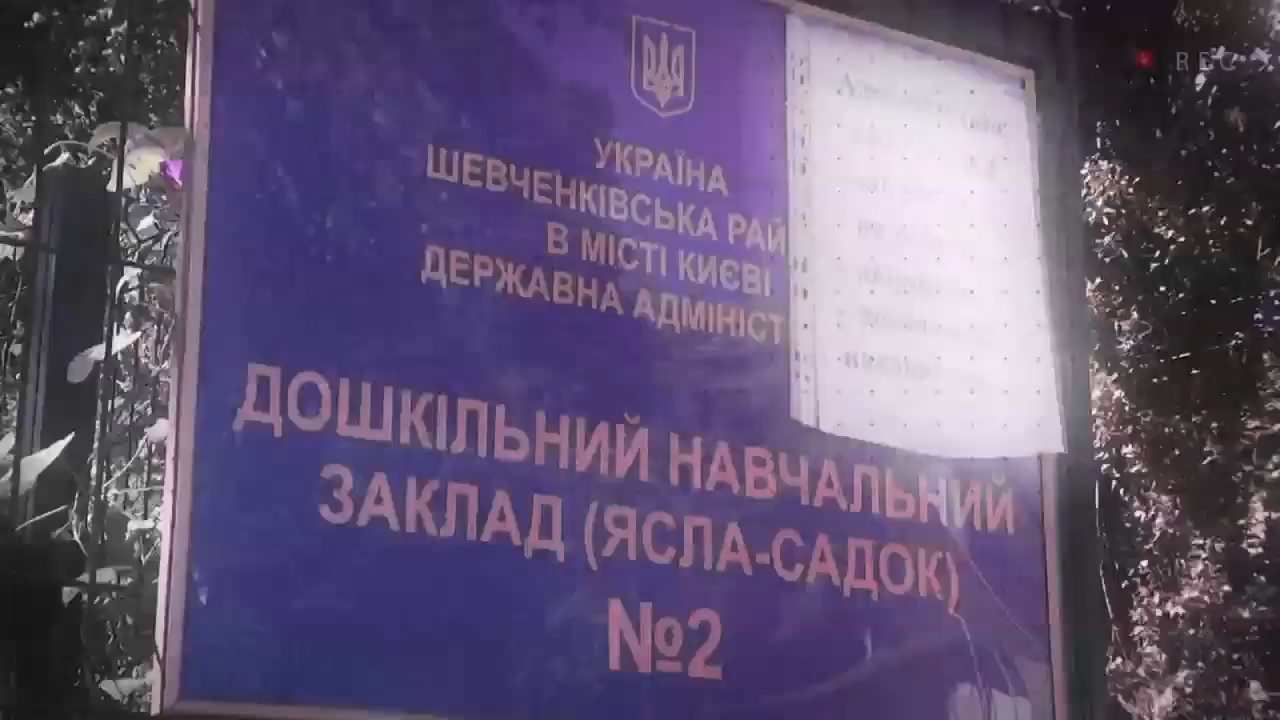 УКРАЇНА
ШЕВЧЕНКІВСЬКА РАЙ
В МІСТІ КИЄВІ
ДЕРЖАВНА АДМІНІСТ
ДОШКІЛЬНИЙ НАВЧАЛЬНИЙ
ЗАКЛАД (ЯСЛА-САДОК)
№2
REC